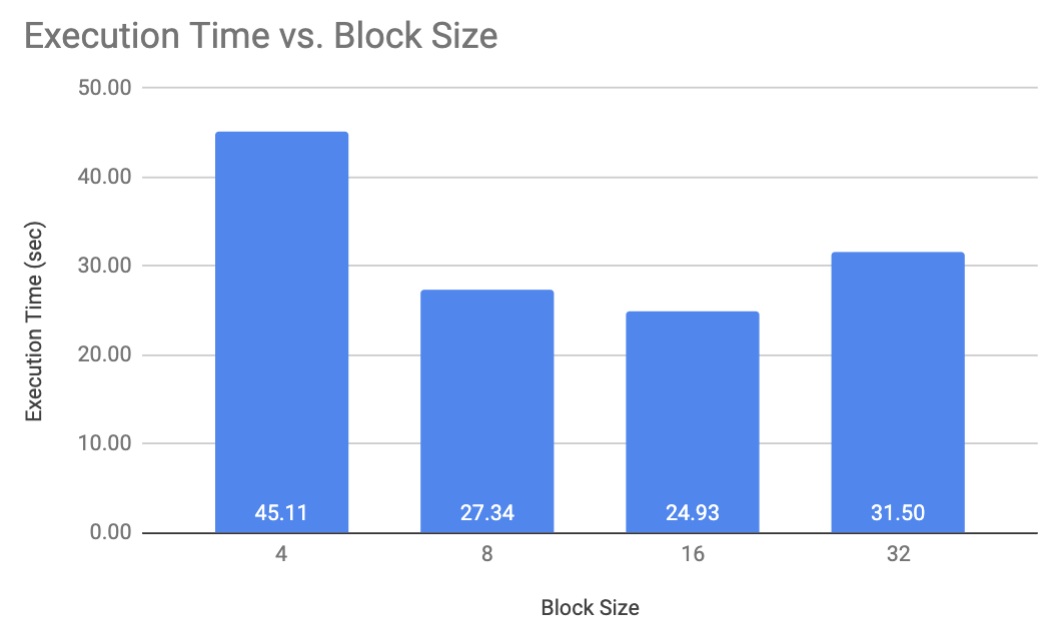 Execution Time vs. Block Size
50.00
40.00
30.00
20.00
10.00
0.00
Execution Time (sec)
45.11 27.34 24.93 31.50
4 8 16 32
Block Size